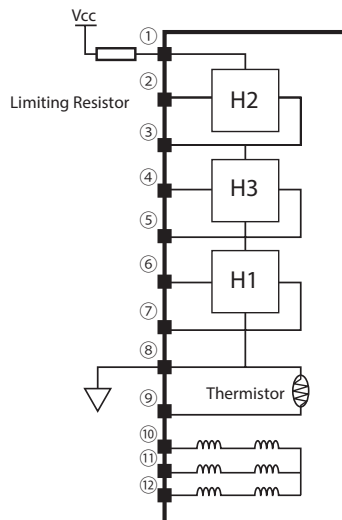 Vcc
①
②
H2
Limiting Resistor
③
④
H3
⑤
⑥
H1
⑦
⑧
Thermistor
⑨
⑩
⑪
⑫